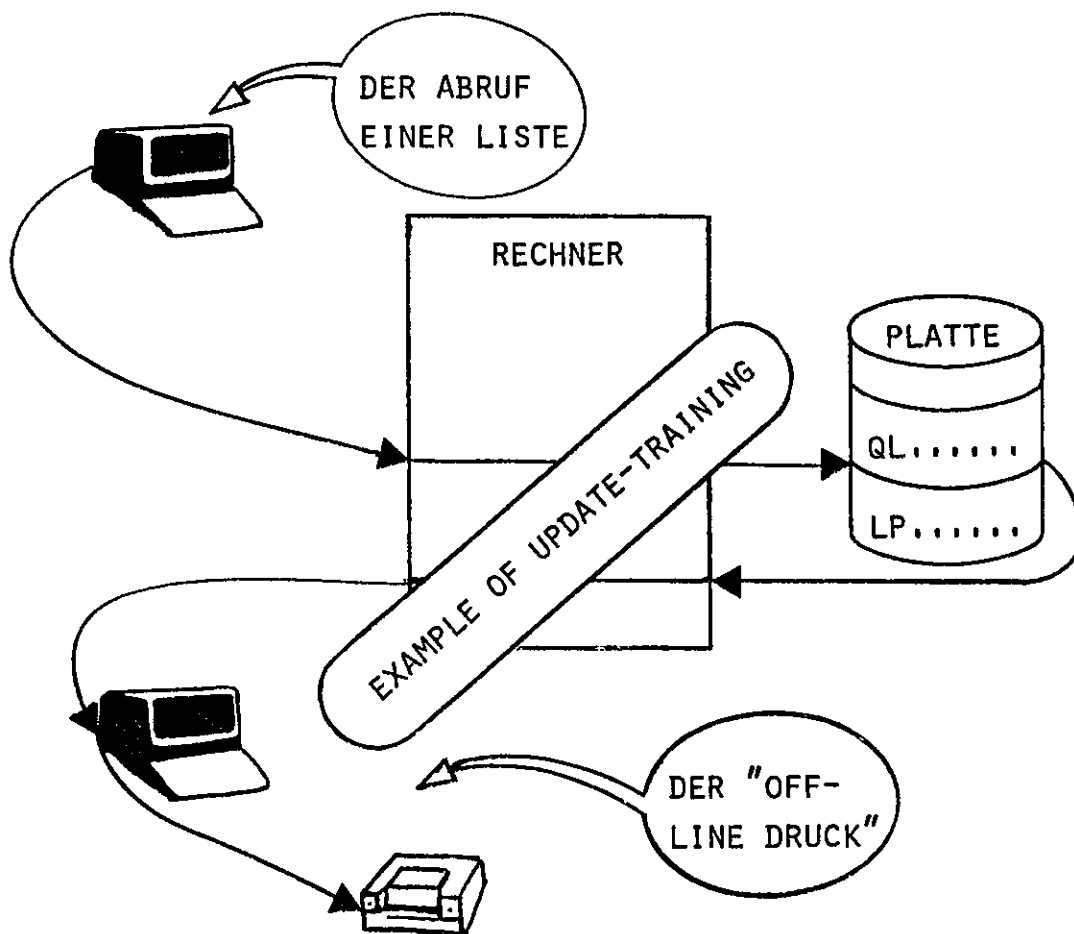 DER ABRUF
EINER LISTE
RECHNER
PLATTE
QL......
LP......
EXAMPLE OF UPDATE-TRAINING
DER "OFF-
LINE DRUCK"